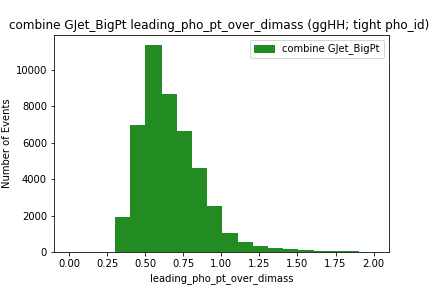 combine GJet_BigPt leading_pho_pt_over_dimass (ggHH; tight pho_id)
combine GJet_BigPt
10000
8000
6000
4000
2000
0
Number of Events
0.00 0.25 0.50 0.75 1.00 1.25 1.50 1.75 2.00
leading_pho_pt_over_dimass